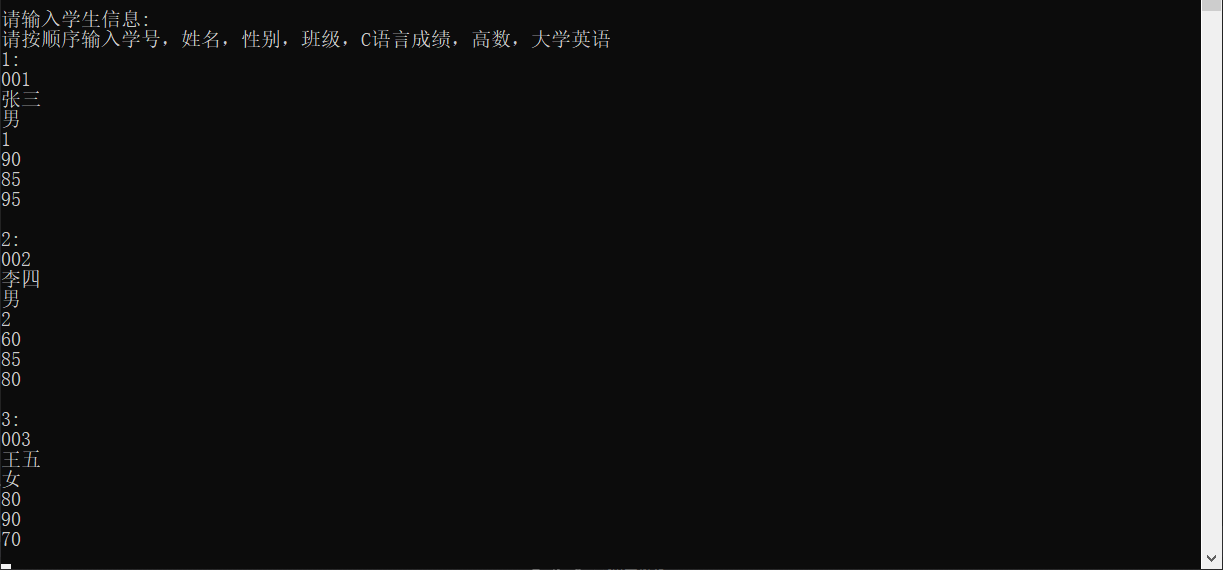 请输入学生信息:
请按顺序输入学号，姓名，性别，班级，C语言成绩，高数，大学英语
1:
001
张三
男
1
90
85
95
2:
002
李四
男
2
60
85
80
3:
003
王五
女
80
90
70